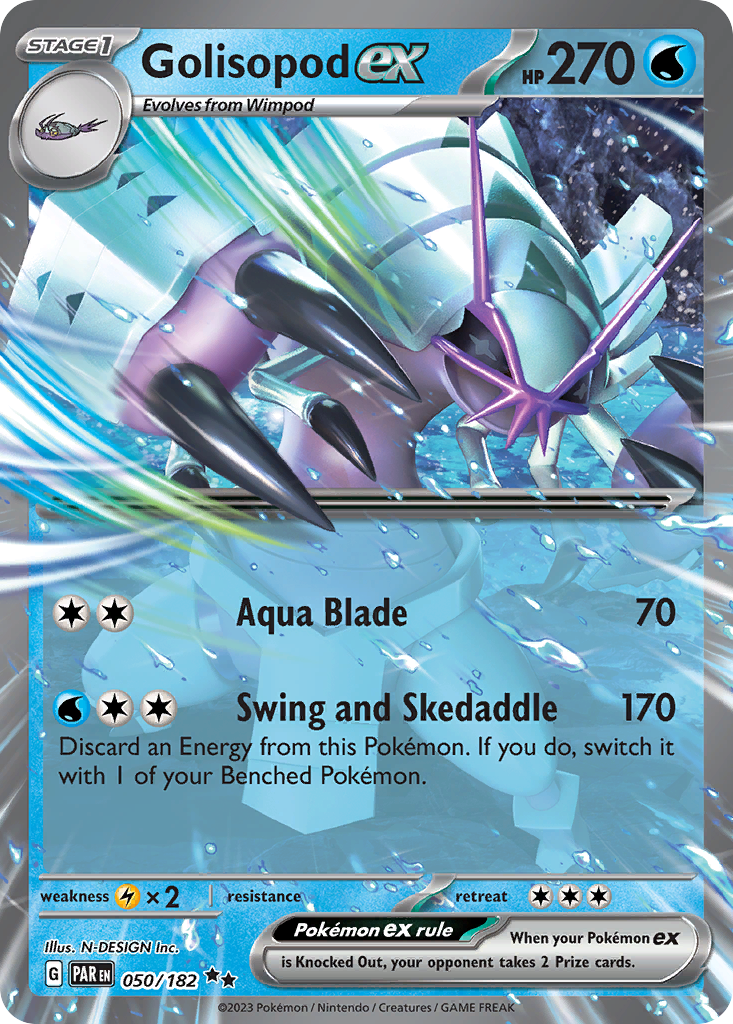 STAGE 1
Golisopod ex
HP 270
Evolves from Wimpod
Aqua Blade 70
Swing and Skedaddle 170
Discard an Energy from this Pokémon. If you do, switch it
with 1 of your Benched Pokémon.
weakness ×2 resistance retreat
Pokémon ex rule
When your Pokémon ex
is Knocked Out, your opponent takes 2 Prize cards.
Illus. N-DESIGN Inc.
G PAR EN 050/182 ★★
©2023 Pokémon / Nintendo / Creatures / GAME FREAK